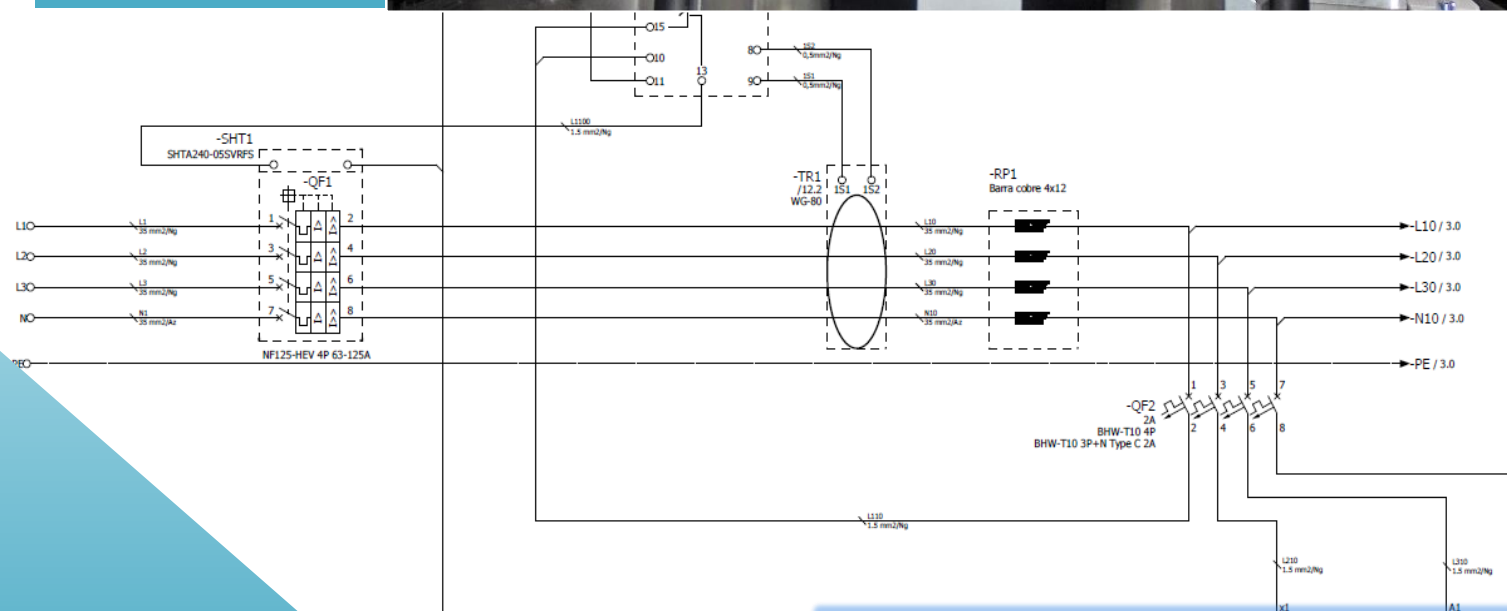 15
10
11
13
8
9
1S2
0,5mm2/Ng
1S1
0,5mm2/Ng
L1100
1.5 mm2/Ng
-SHT1
SHTA240-05SVRFS
-QF1
-TR1
/12.2
WG-80
1S1
1S2
-RP1
Barra cobre 4x12
L1
L1
35 mm2/Ng
1
2
L10
35 mm2/Ng
-L10 / 3.0
L2
L2
35 mm2/Ng
3
4
L20
35 mm2/Ng
-L20 / 3.0
L3
L3
35 mm2/Ng
5
6
L30
35 mm2/Ng
-L30 / 3.0
N
N1
35 mm2/Az
7
8
N10
35 mm2/Az
-N10 / 3.0
NF125-HEV 4P 63-125A
-PE / 3.0
1
3
5
7
-QF2
2A
BHW-T10 4P
BHW-T10 3P+N Type C 2A
2
4
6
8
L110
1.5 mm2/Ng
L210
1.5 mm2/Ng
L310
1.5 mm2/Ng
x1
A1